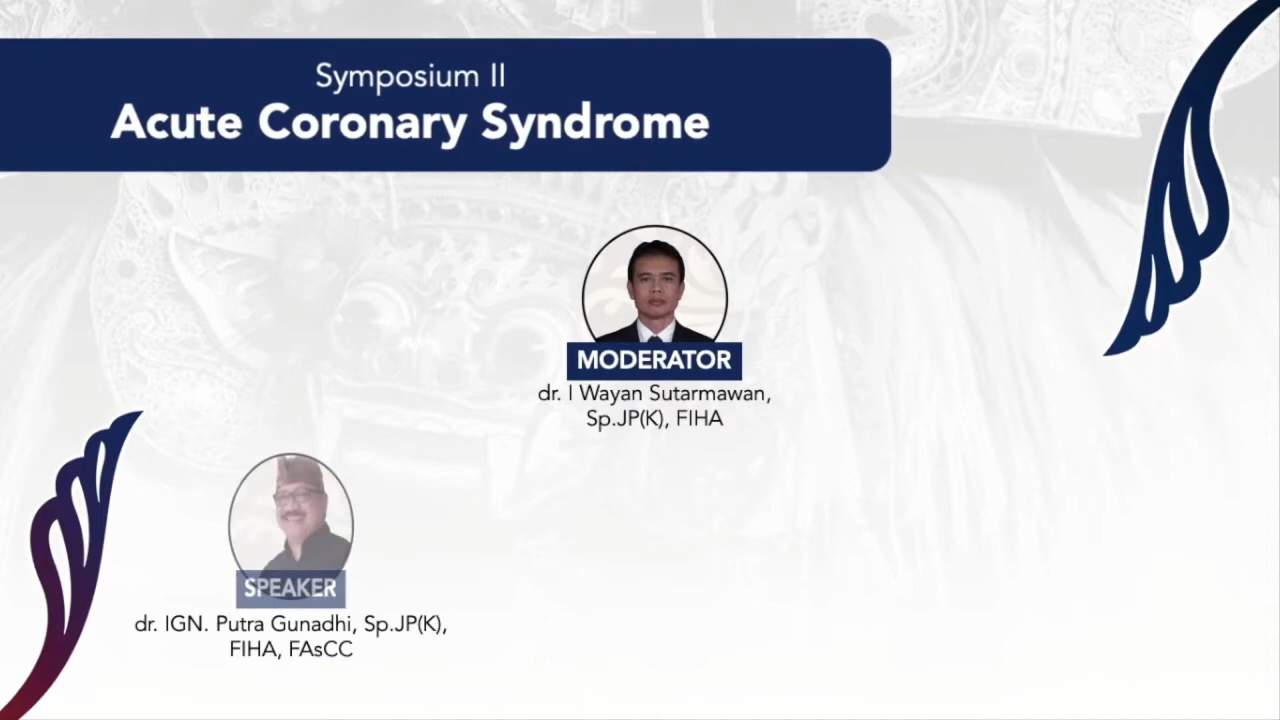 Symposium II
Acute Coronary Syndrome
MODERATOR
dr. I Wayan Sutarmawan,
Sp.JP(K), FIHA
SPEAKER
dr. IGN. Putra Gunadhi, Sp.JP(K),
FIHA, FAsCC